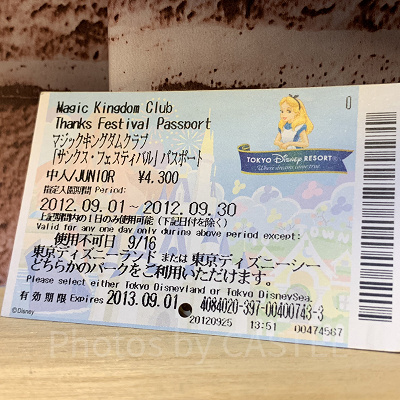 Magic Kingdom Club
Thanks Festival Passport
マジックキングダムクラブ
「サンクス・フェスティバル」パスポート
中人/JUNIOR ¥4,300
指定入園期間 Period:
2012.09.01~2012.09.30
上記期間内の1日のみ使用可能(下記日付を除く)
Valid for any one day only during above period except:
使用不可日 9/16
東京ディズニーランド または 東京ディズニーシー
どちらかのパークをご利用いただけます。
Please select either Tokyo Disneyland or Tokyo DisneySea.
有効期限 Expires 2013.09.01 4084020-397-00400743-3
©Disney 20120925 13:51 00474567
TOKYO Disney RESORT®
Where dreams come true
Photos by CASTEL